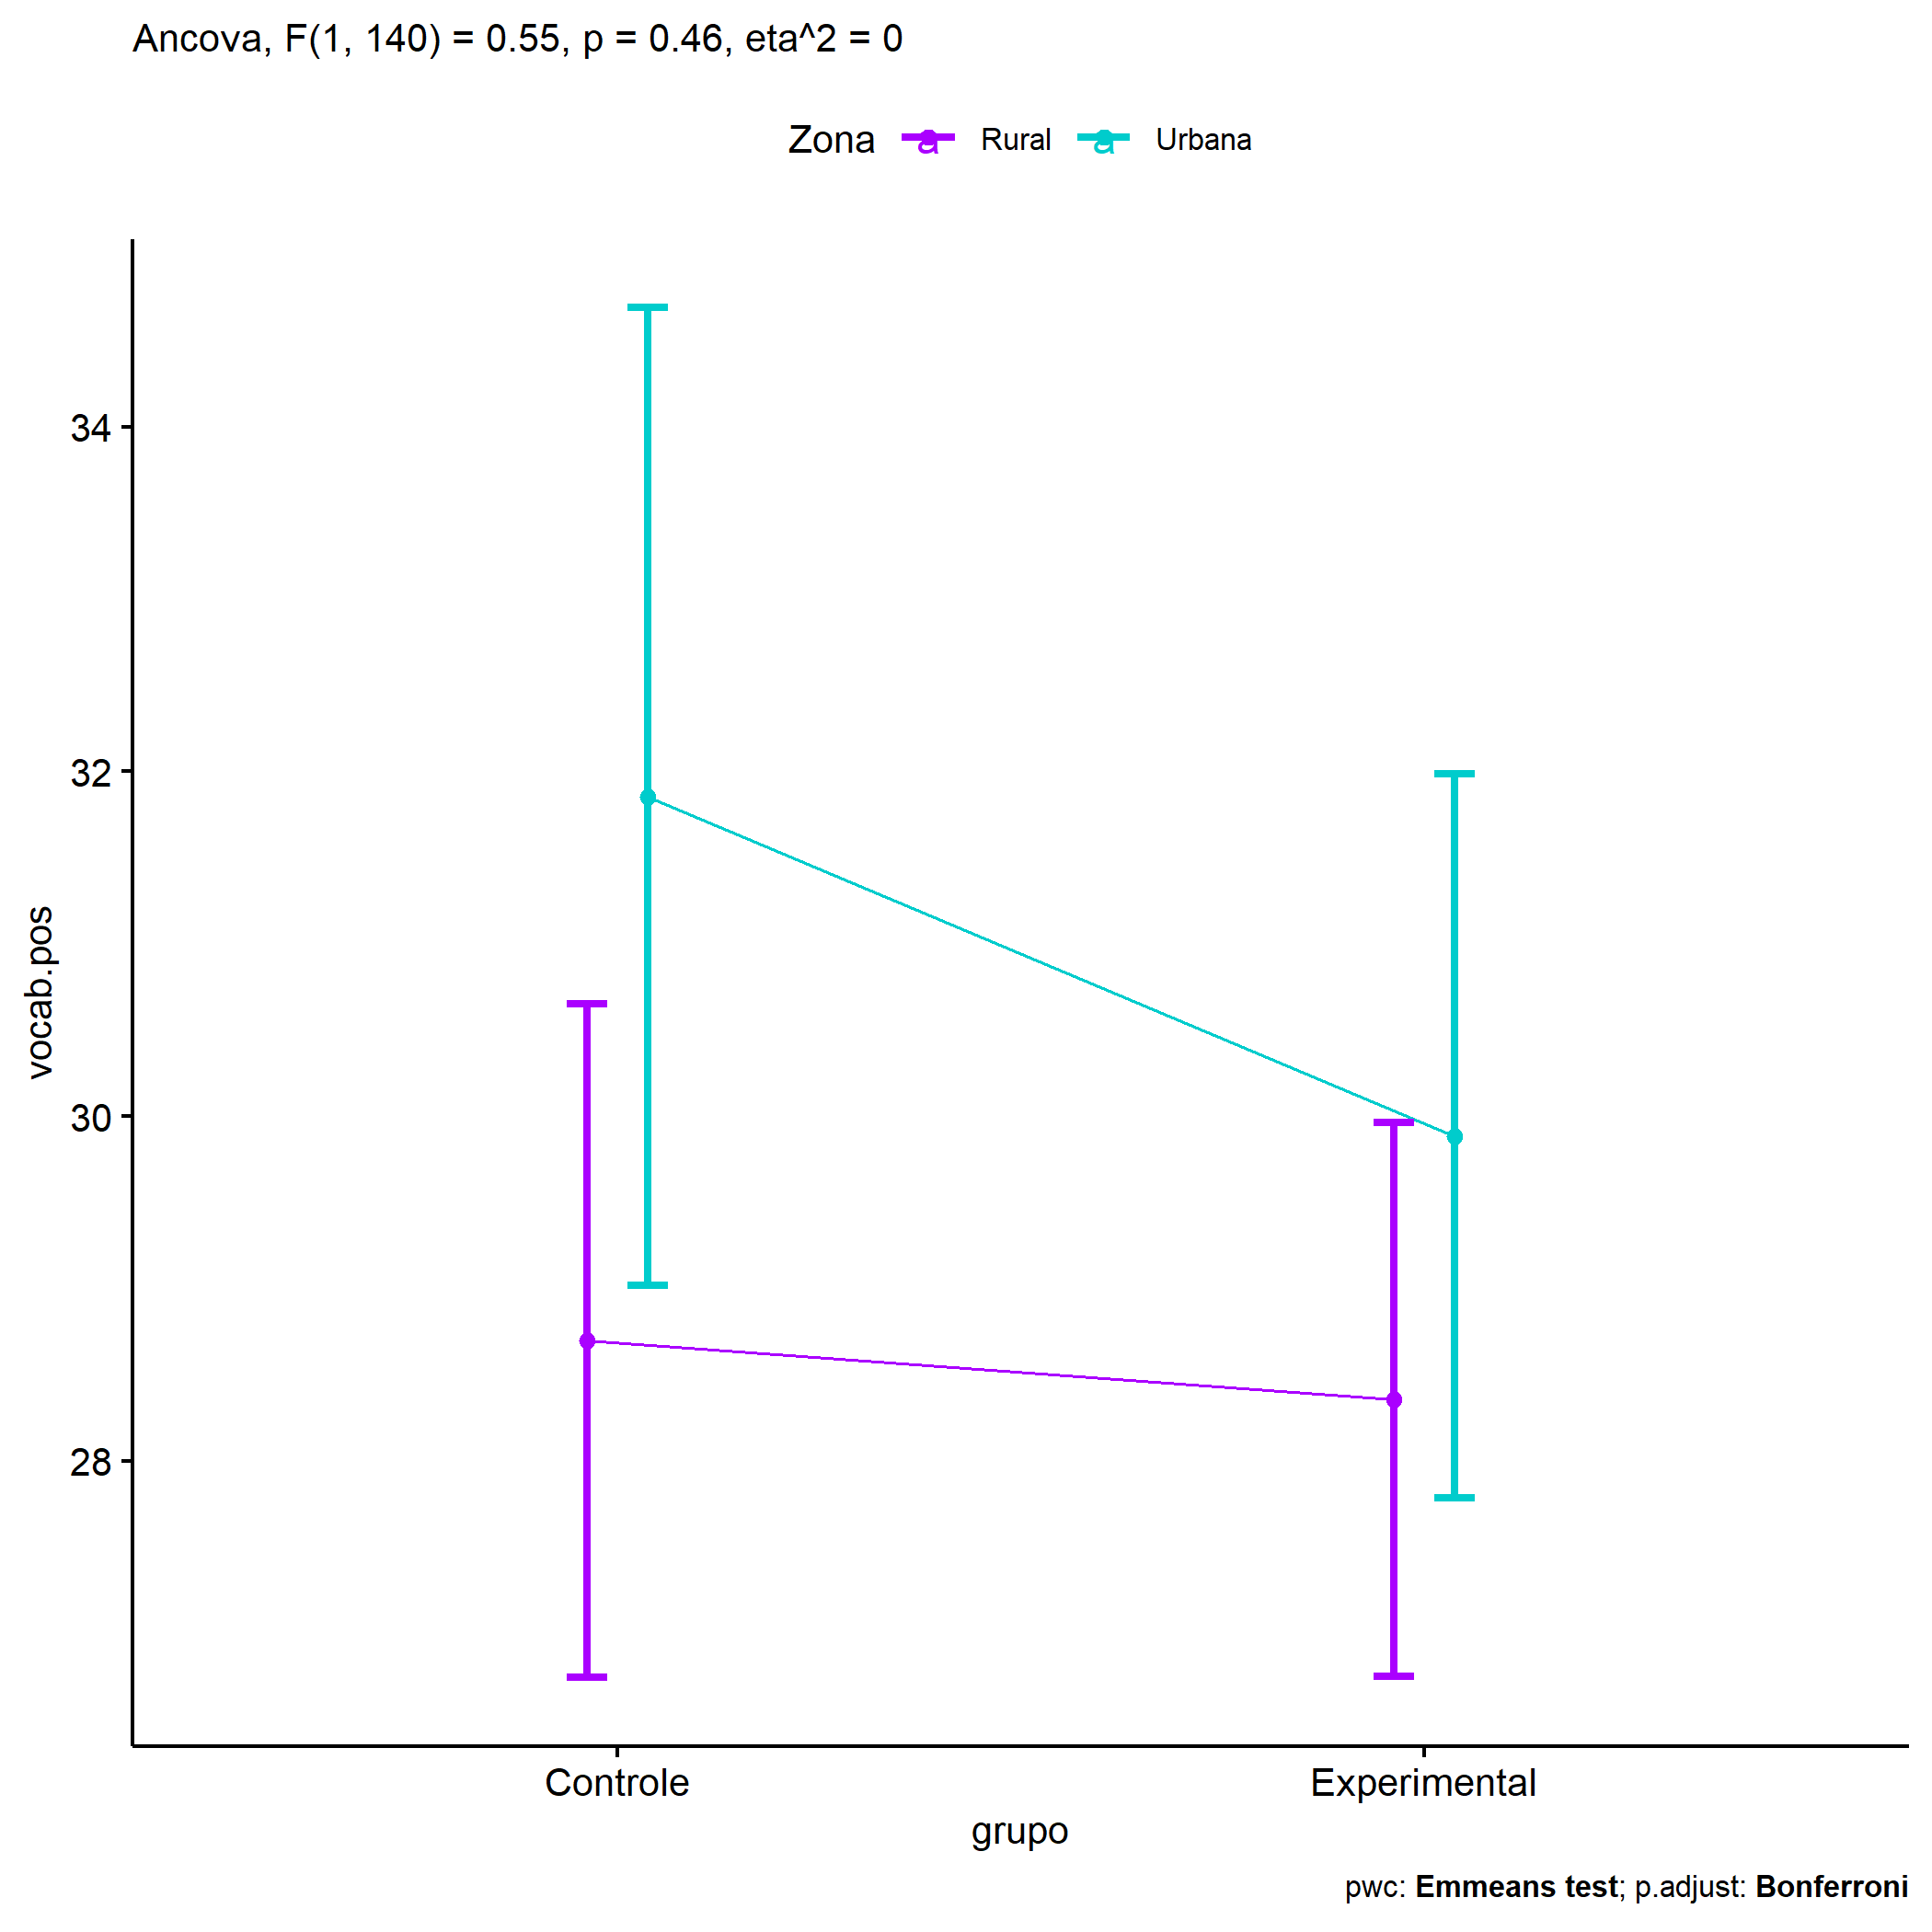 Ancova, F(1, 140) = 0.55, p = 0.46, eta^2 = 0
Zona a Rural a Urbana
34
32
30
28
vocab.pos
Controle Experimental
grupo
pwc: Emmeans test; p.adjust: Bonferroni